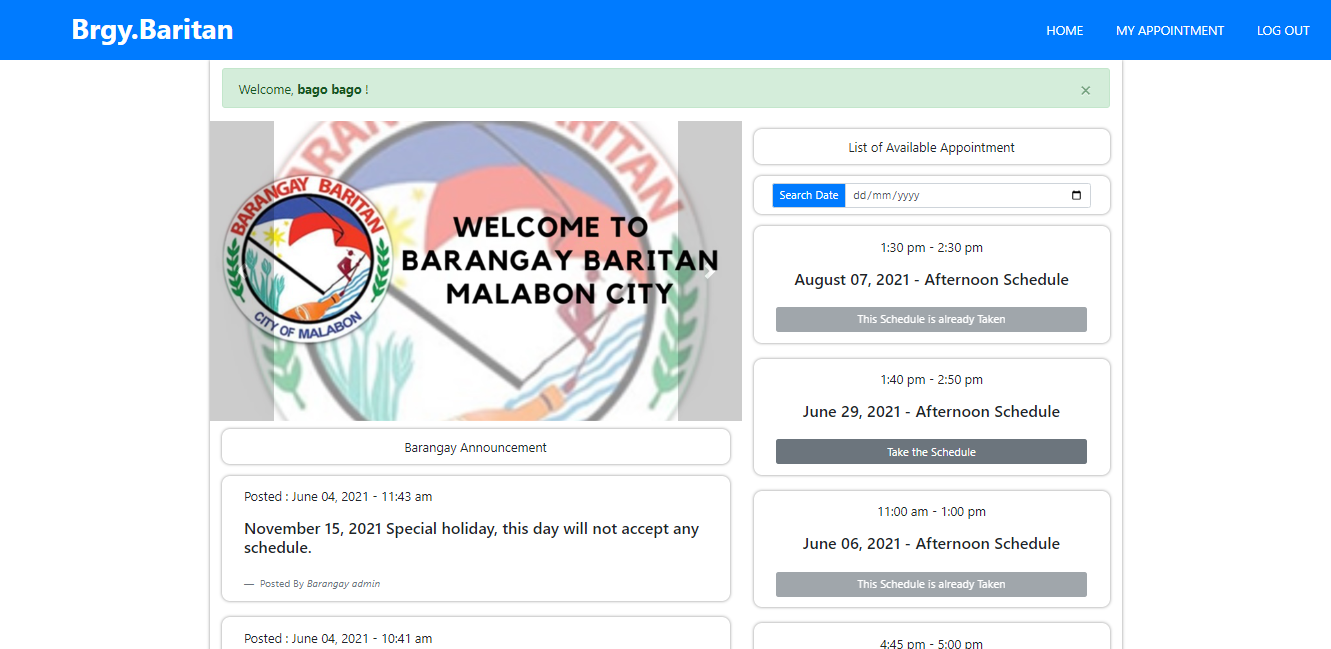 Brgy.Baritan
HOME
MY APPOINTMENT
LOG OUT
Welcome, bago bago !
×
BARANGAY BARITAN
CITY OF MALABON
WELCOME TO
BARANGAY BARITAN
MALABON CITY
Barangay Announcement
Posted : June 04, 2021 - 11:43 am
November 15, 2021 Special holiday, this day will not accept any
schedule.
— Posted By Barangay admin
Posted : June 04, 2021 - 10:41 am
List of Available Appointment
Search Date
dd/mm/yyyy
1:30 pm - 2:30 pm
August 07, 2021 - Afternoon Schedule
This Schedule is already Taken
1:40 pm - 2:50 pm
June 29, 2021 - Afternoon Schedule
Take the Schedule
11:00 am - 1:00 pm
June 06, 2021 - Afternoon Schedule
This Schedule is already Taken
4:45 pm - 5:00 pm